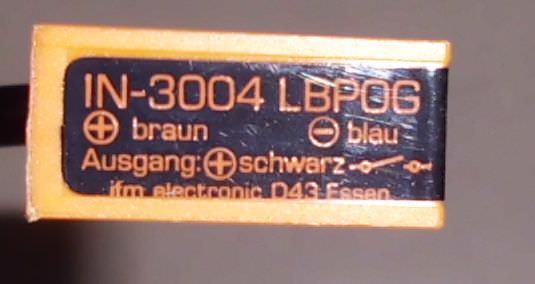 IN-3004 LBPOG
⊕ braun ⊖ blau
Ausgang:⊕schwarz
ifm electronic D43 Essen